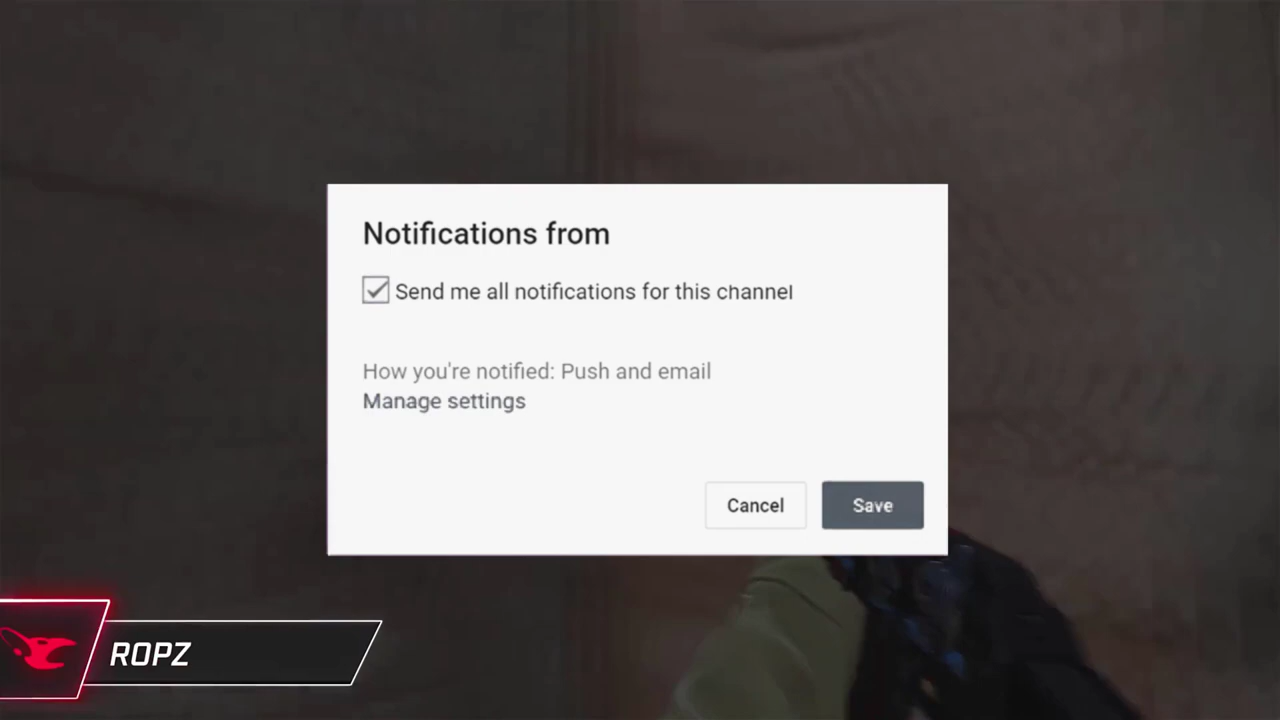 Notifications from
Send me all notifications for this channel
How you're notified: Push and email
Manage settings
Cancel
Save
ROPZ